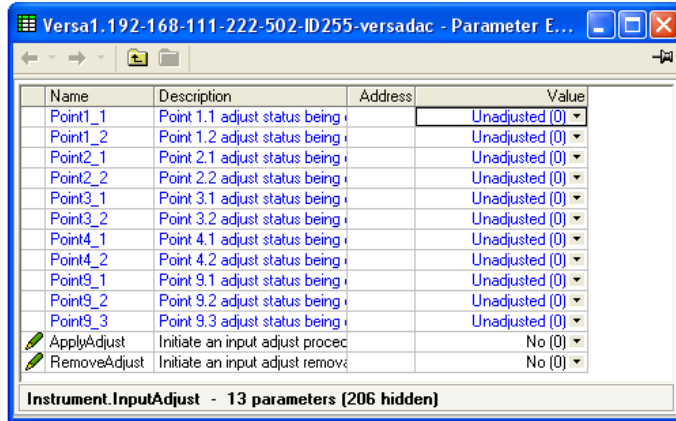 Versa1.192-168-111-222-502-ID255-versadac - Parameter E...
Name Description Address Value
Point1_1 Point 1.1 adjust status being Unadjusted (0)
Point1_2 Point 1.2 adjust status being Unadjusted (0)
Point2_1 Point 2.1 adjust status being Unadjusted (0)
Point2_2 Point 2.2 adjust status being Unadjusted (0)
Point3_1 Point 3.1 adjust status being Unadjusted (0)
Point3_2 Point 3.2 adjust status being Unadjusted (0)
Point4_1 Point 4.1 adjust status being Unadjusted (0)
Point4_2 Point 4.2 adjust status being Unadjusted (0)
Point9_1 Point 9.1 adjust status being Unadjusted (0)
Point9_2 Point 9.2 adjust status being Unadjusted (0)
Point9_3 Point 9.3 adjust status being Unadjusted (0)
ApplyAdjust Initiate an input adjust proced No (0)
RemoveAdjust Initiate an input adjust remova No (0)
Instrument.InputAdjust - 13 parameters (206 hidden)